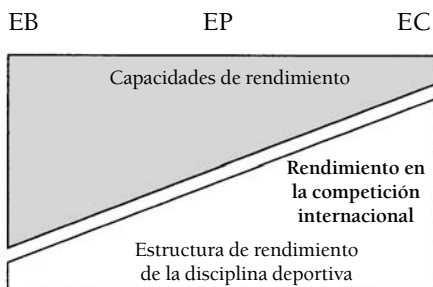 EB EP EC
Capacidades de rendimiento
Rendimiento en
la competición
internacional
Estructura de rendimiento
de la disciplina deportiva